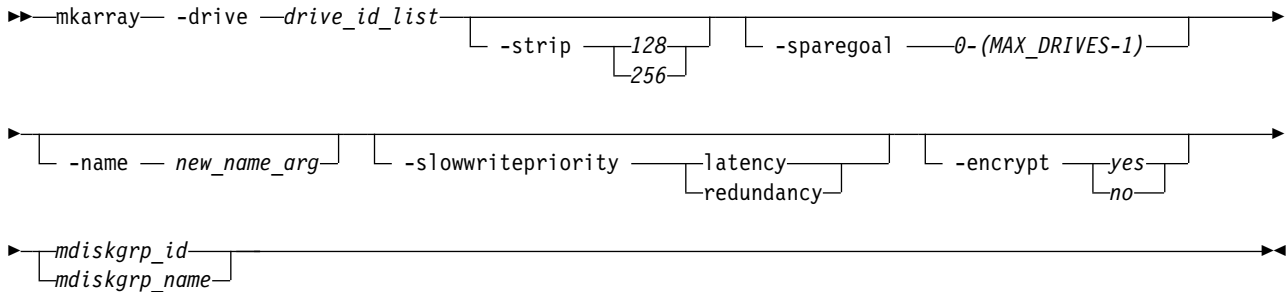 mkarray -drive drive_id_list -strip 128 -sparegoal 0-(MAX_DRIVES-1)
256
-name new_name_arg -slowwritepriority latency -encrypt yes
redundancy no
mdiskgrp_id
mdiskgrp_name